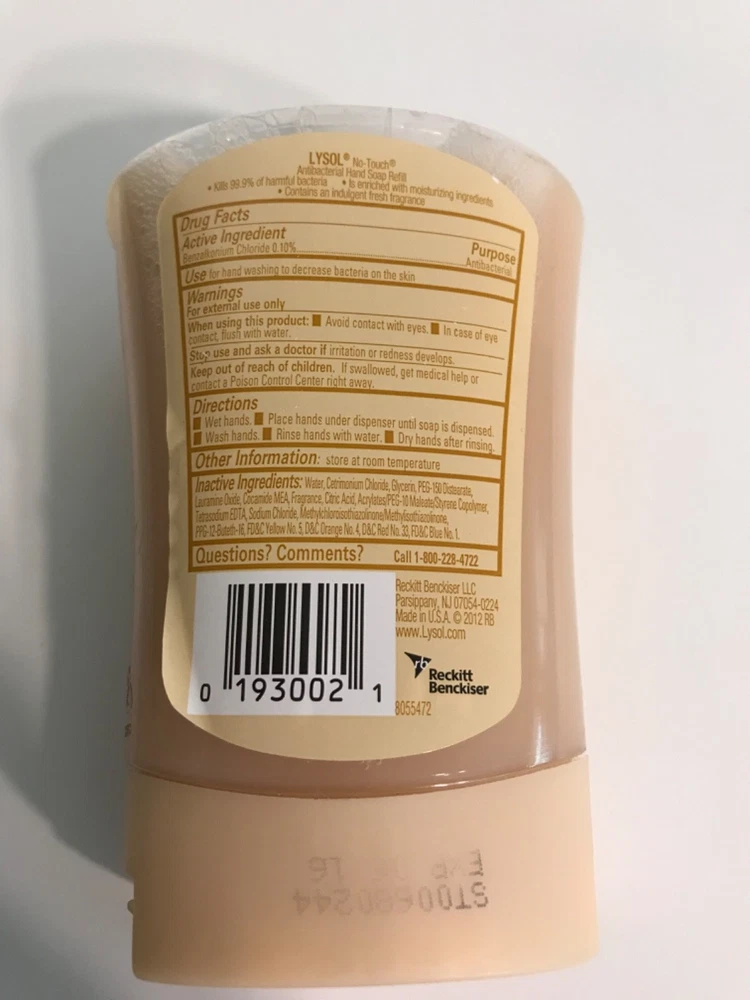 LYSOL® No-Touch®
Antibacterial Hand Soap Refill
• Kills 99.9% of harmful bacteria • Is enriched with moisturizing ingredients
• Contains an indulgent fresh fragrance
Drug Facts
Active Ingredient Purpose
Benzalkonium Chloride 0.10% Antibacterial
Use for hand washing to decrease bacteria on the skin
Warnings
For external use only
When using this product: ■ Avoid contact with eyes. ■ In case of eye
contact, flush with water.
Stop use and ask a doctor if irritation or redness develops.
Keep out of reach of children. If swallowed, get medical help or
contact a Poison Control Center right away.
Directions
■ Wet hands. ■ Place hands under dispenser until soap is dispensed.
■ Wash hands. ■ Rinse hands with water. ■ Dry hands after rinsing.
Other Information: store at room temperature
Inactive Ingredients: Water, Cetrimonium Chloride, Glycerin, PEG-150 Distearate,
Lauramine Oxide, Cocamide MEA, Fragrance, Citric Acid, Acrylates/PEG-10 Maleate/Styrene Copolymer,
Tetrasodium EDTA, Sodium Chloride, Methylchloroisothiazolinone/Methylisothiazolinone,
PPG-12-Buteth-16, FD&C Yellow No. 5, D&C Orange No. 4, D&C Red No. 33, FD&C Blue No. 1.
Questions? Comments? Call 1-800-228-4722
Reckitt Benckiser LLC
Parsippany, NJ 07054-0224
Made in U.S.A. © 2012 RB
www.Lysol.com
rb Reckitt
Benckiser
0 193002 1
8055472
EXP 16